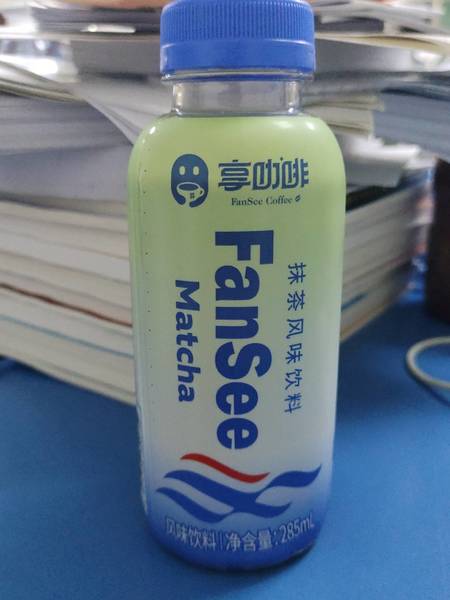 享咖啡
FanSee Coffee
FanSee
Matcha
抹茶风味饮料
风味饮料 | 净含量: 285mL